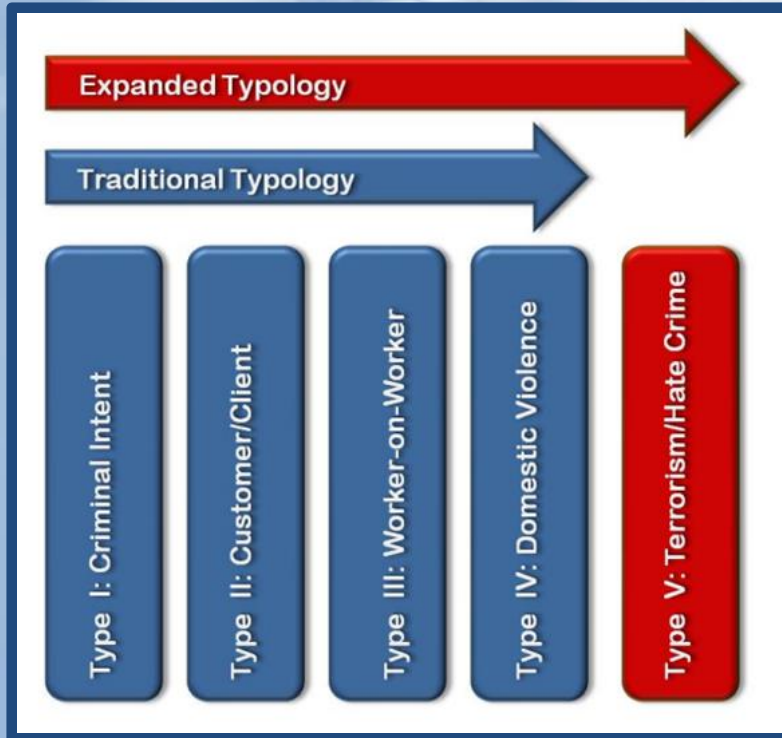 Expanded Typology
Traditional Typology
Type I: Criminal Intent
Type II: Customer/Client
Type III: Worker-on-Worker
Type IV: Domestic Violence
Type V: Terrorism/Hate Crime